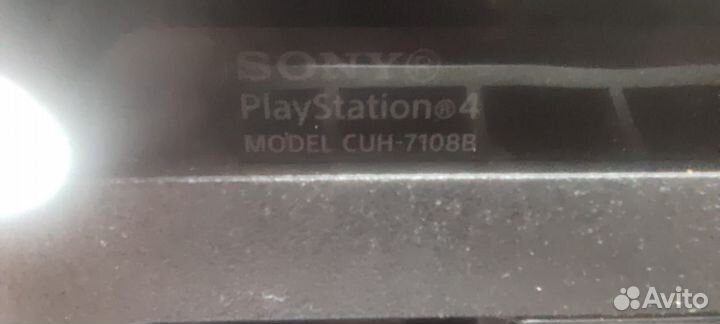 SONY®
PlayStation®4
MODEL CUH-7108B
Avito